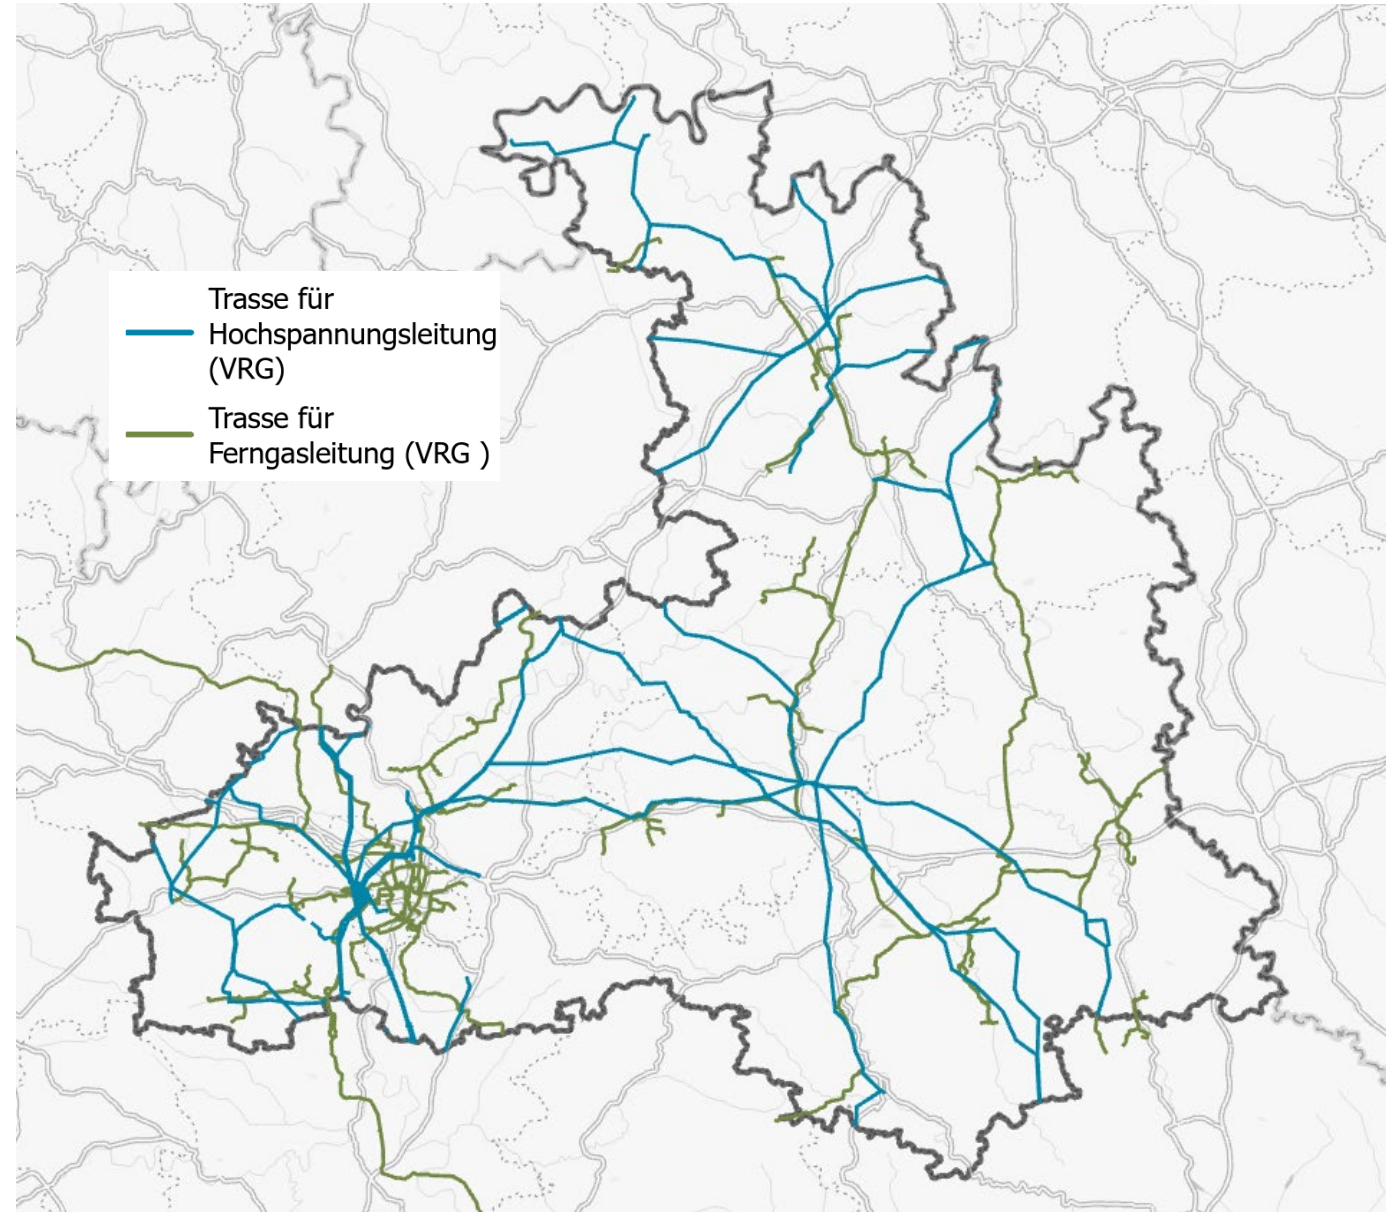 Trasse für
Hochspannungsleitung
(VRG)
Trasse für
Ferngasleitung (VRG )